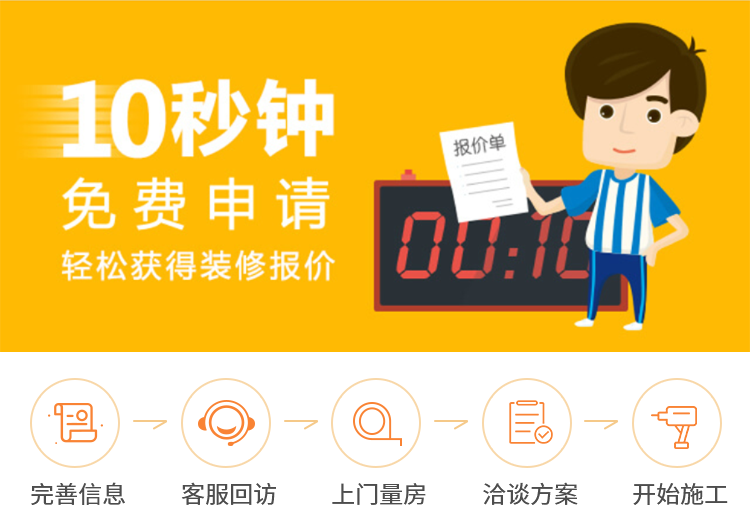 10秒钟
免费申请
轻松获得装修报价
报价单
00:10
完善信息
客服回访
上门量房
洽谈方案
开始施工